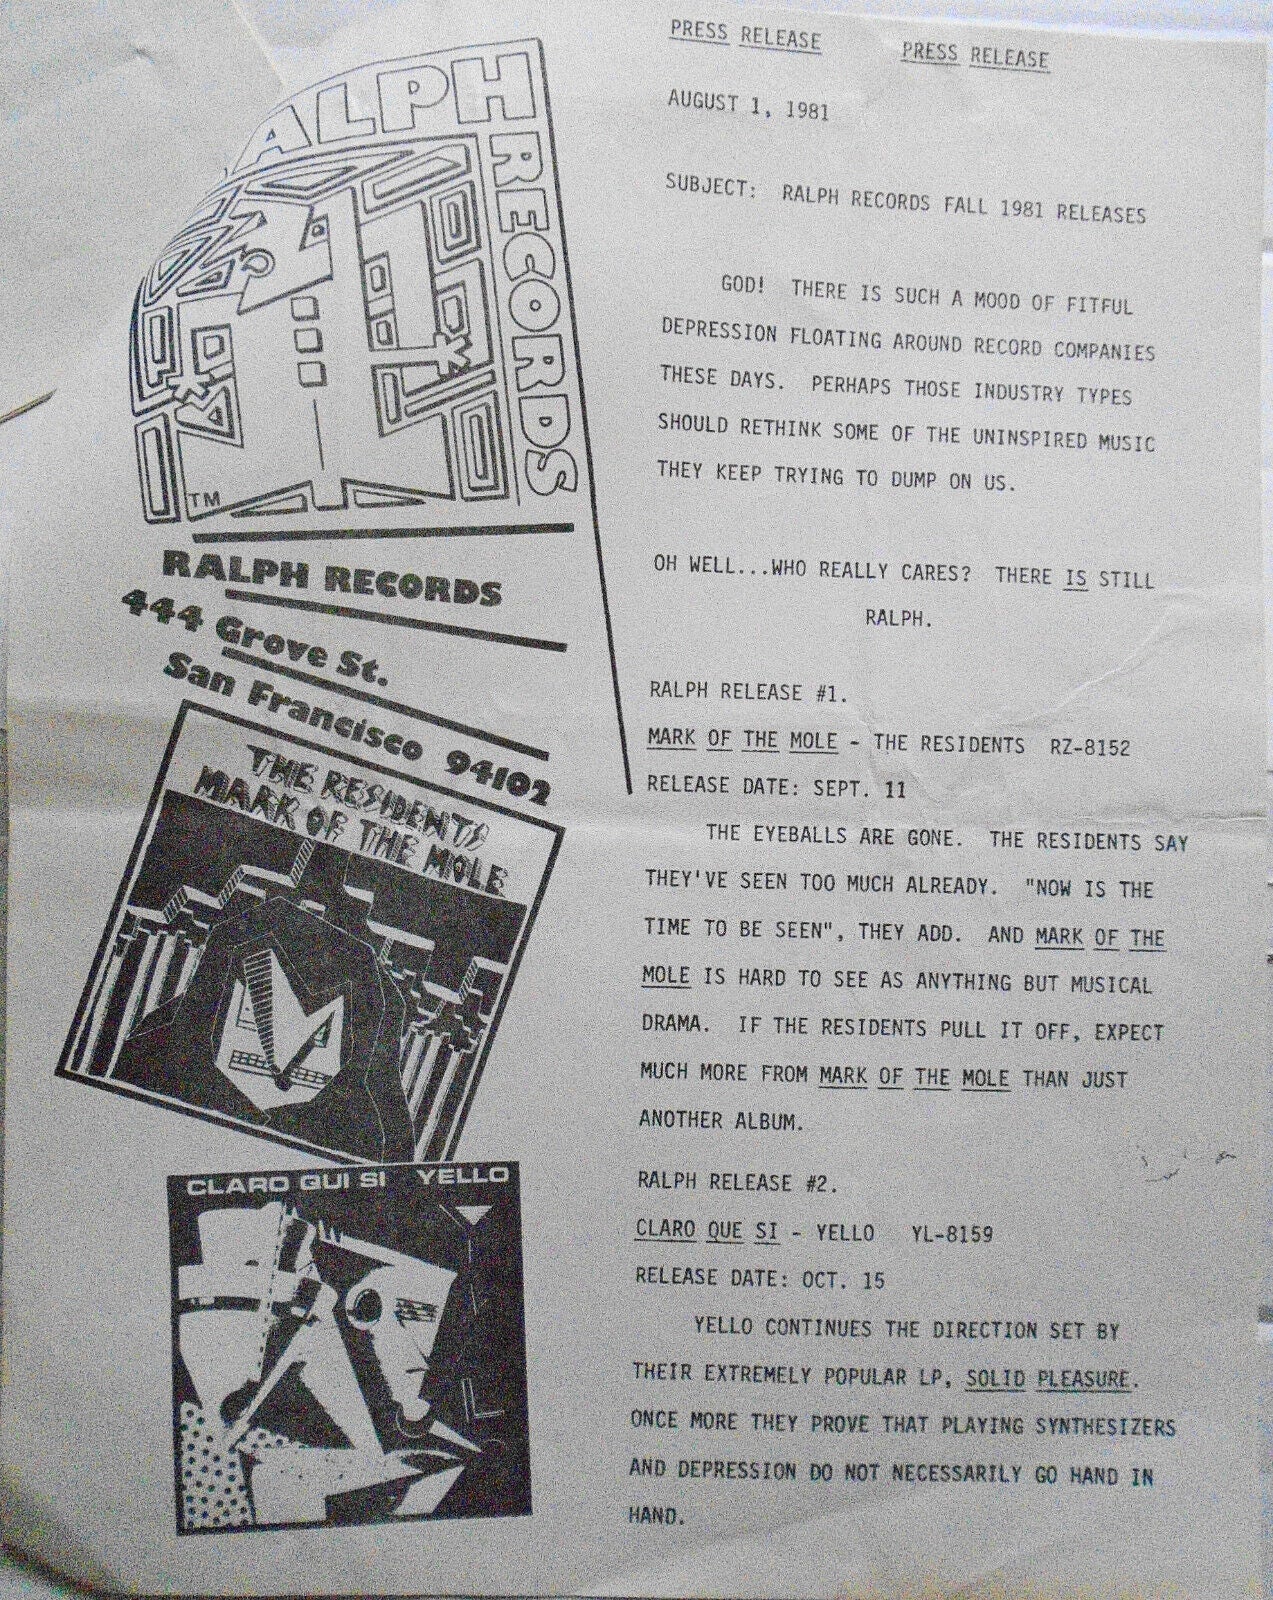 RALPH
RECORDS
TM
RALPH RECORDS
444 Grove St.
San Francisco 94102
THE RESIDENTS
MARK OF THE MOLE
CLARO QUI SI YELLO
PRESS RELEASE PRESS RELEASE
AUGUST 1, 1981
SUBJECT: RALPH RECORDS FALL 1981 RELEASES
GOD! THERE IS SUCH A MOOD OF FITFUL
DEPRESSION FLOATING AROUND RECORD COMPANIES
THESE DAYS. PERHAPS THOSE INDUSTRY TYPES
SHOULD RETHINK SOME OF THE UNINSPIRED MUSIC
THEY KEEP TRYING TO DUMP ON US.
OH WELL...WHO REALLY CARES? THERE IS STILL
RALPH.
RALPH RELEASE #1.
MARK OF THE MOLE - THE RESIDENTS RZ-8152
RELEASE DATE: SEPT. 11
THE EYEBALLS ARE GONE. THE RESIDENTS SAY
THEY'VE SEEN TOO MUCH ALREADY. "NOW IS THE
TIME TO BE SEEN", THEY ADD. AND MARK OF THE
MOLE IS HARD TO SEE AS ANYTHING BUT MUSICAL
DRAMA. IF THE RESIDENTS PULL IT OFF, EXPECT
MUCH MORE FROM MARK OF THE MOLE THAN JUST
ANOTHER ALBUM.
RALPH RELEASE #2.
CLARO QUE SI - YELLO YL-8159
RELEASE DATE: OCT. 15
YELLO CONTINUES THE DIRECTION SET BY
THEIR EXTREMELY POPULAR LP, SOLID PLEASURE.
ONCE MORE THEY PROVE THAT PLAYING SYNTHESIZERS
AND DEPRESSION DO NOT NECESSARILY GO HAND IN
HAND.